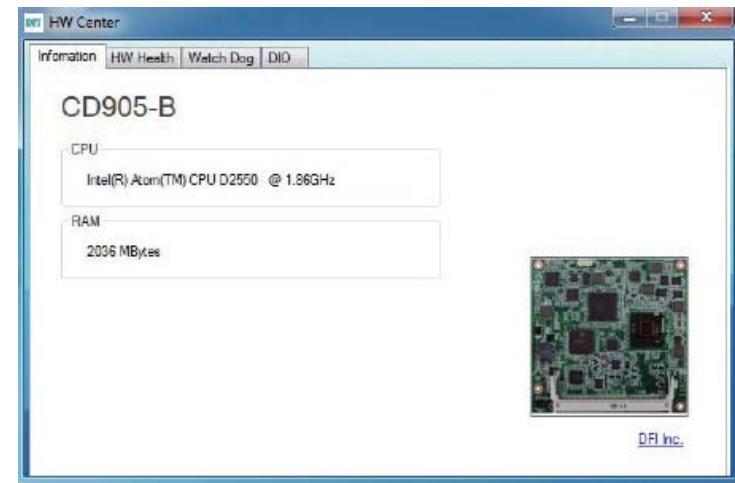 HW Center
Infomation HW Health Watch Dog DIO
CD905-B
CPU
Intel(R) Atom(TM) CPU D2550 @ 1.86GHz
RAM
2036 MBytes
DFI Inc.